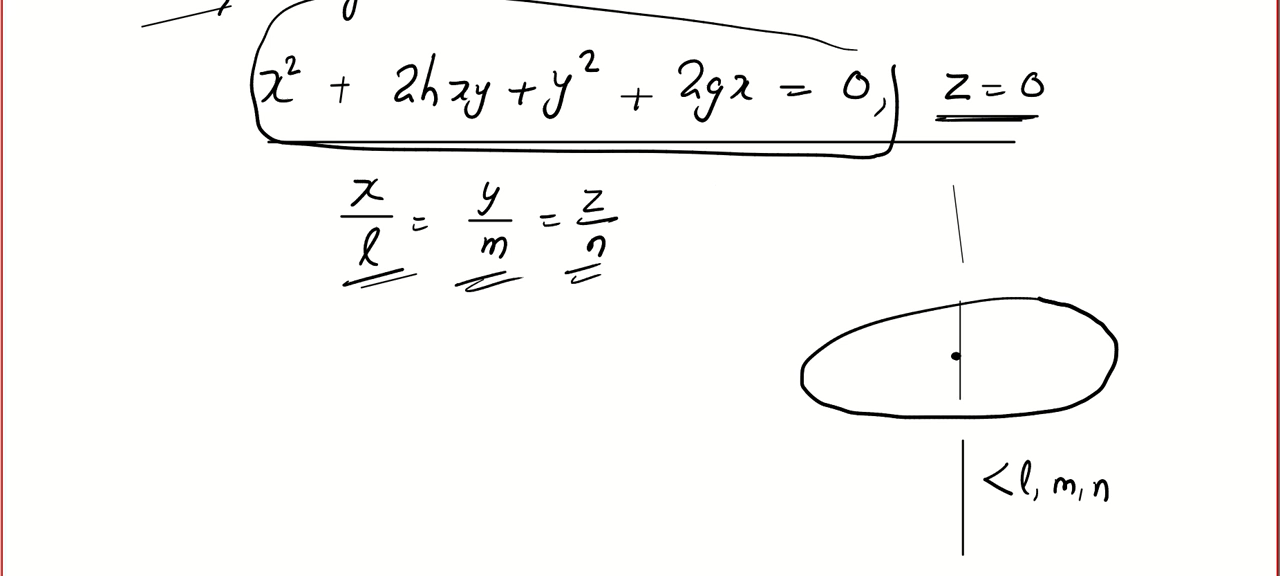 x² + 2hxy + y² + 2gx = 0, z = 0
x/l = y/m = z/n
<l, m, n